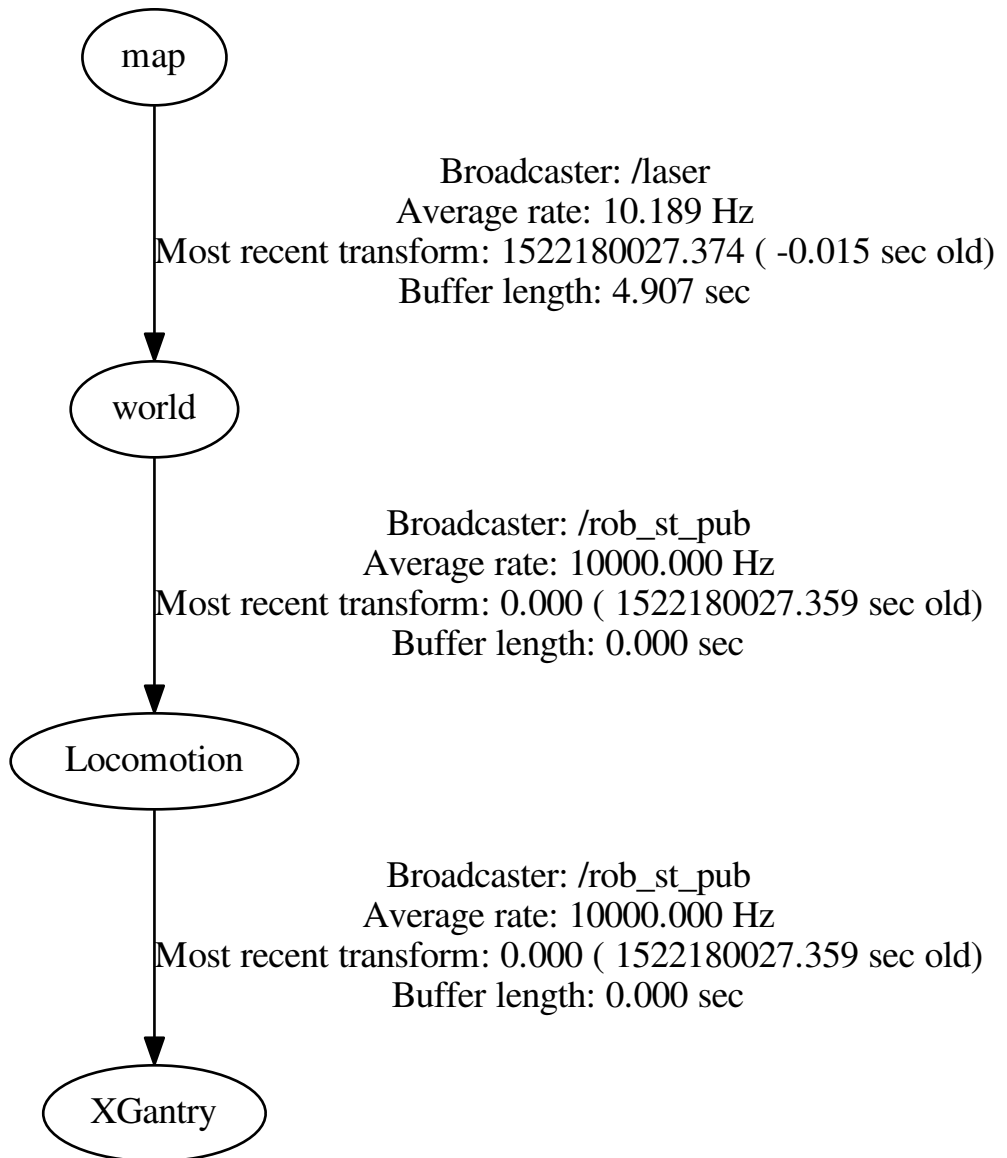 map
Broadcaster: /laser
Average rate: 10.189 Hz
Most recent transform: 1522180027.374 ( -0.015 sec old)
Buffer length: 4.907 sec
world
Broadcaster: /rob_st_pub
Average rate: 10000.000 Hz
Most recent transform: 0.000 ( 1522180027.359 sec old)
Buffer length: 0.000 sec
Locomotion
Broadcaster: /rob_st_pub
Average rate: 10000.000 Hz
Most recent transform: 0.000 ( 1522180027.359 sec old)
Buffer length: 0.000 sec
XGantry